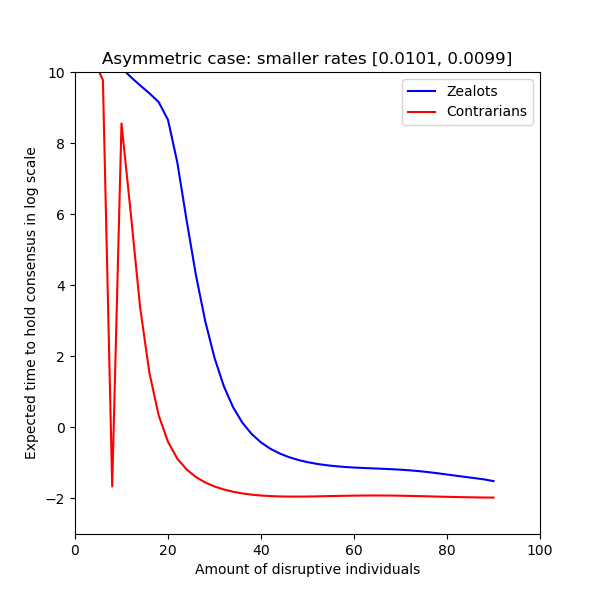 Asymmetric case: smaller rates [0.0101, 0.0099]
Zealots
Contrarians
Expected time to hold consensus in log scale
10
8
6
4
2
0
−2
0 20 40 60 80 100
Amount of disruptive individuals